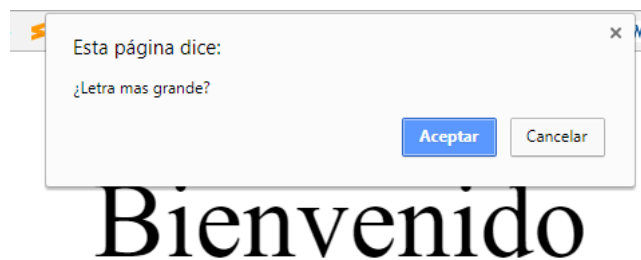 Esta página dice:
¿Letra mas grande?
Aceptar Cancelar
Bienvenido